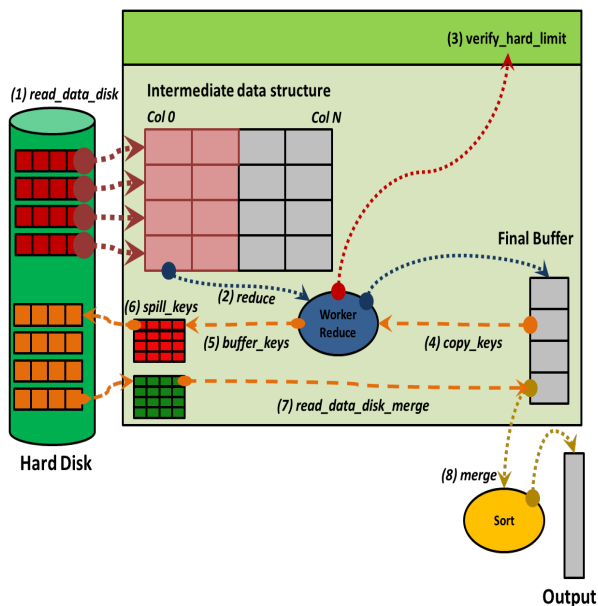 (3) verify_hard_limit
(1) read_data_disk
Intermediate data structure
Col 0
Col N
Final Buffer
(2) reduce
(6) spill_keys
Worker
Reduce
(5) buffer_keys
(4) copy_keys
(7) read_data_disk_merge
Hard Disk
(8) merge
Sort
Output